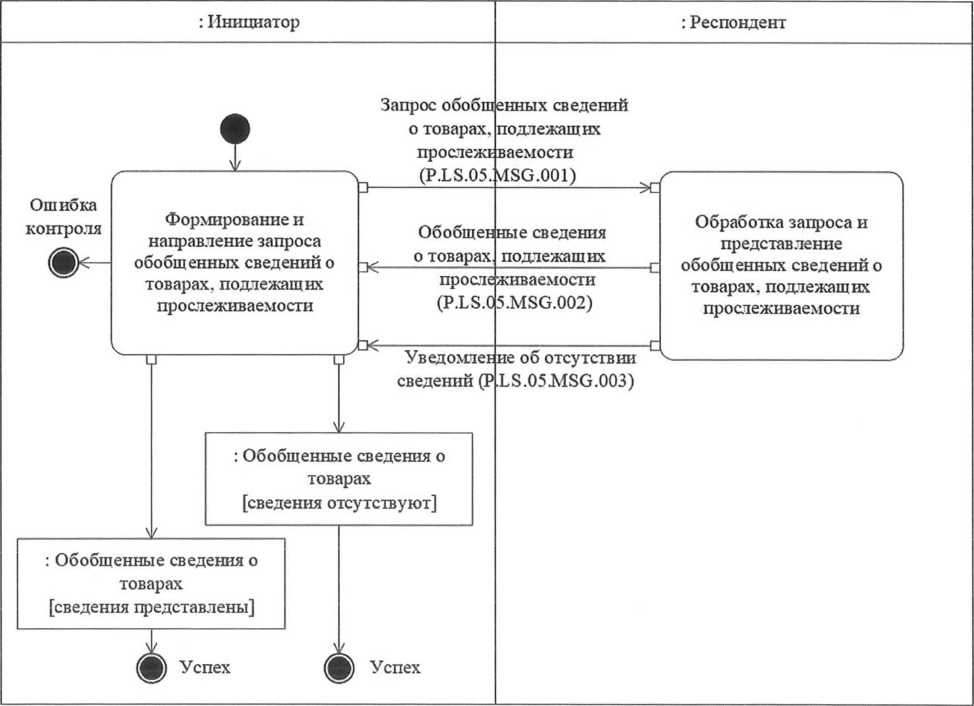 : Инициатор
: Респондент
Запрос обобщенных сведений
о товарах, подлежащих
прослеживаемости
(P.LS.05.MSG.001)
Ошибка
контроля
Формирование и
направление запроса
обобщенных сведений о
товарах, подлежащих
прослеживаемости
Обобщенные сведения
о товарах, подлежащих
прослеживаемости
(P.LS.05.MSG.002)
Обработка запроса и
представление
обобщенных сведений о
товарах, подлежащих
прослеживаемости
Уведомление об отсутствии
сведений (P.LS.05.MSG.003)
: Обобщенные сведения о
товарах
[сведения отсутствуют]
: Обобщенные сведения о
товарах
[сведения представлены]
Успех
Успех